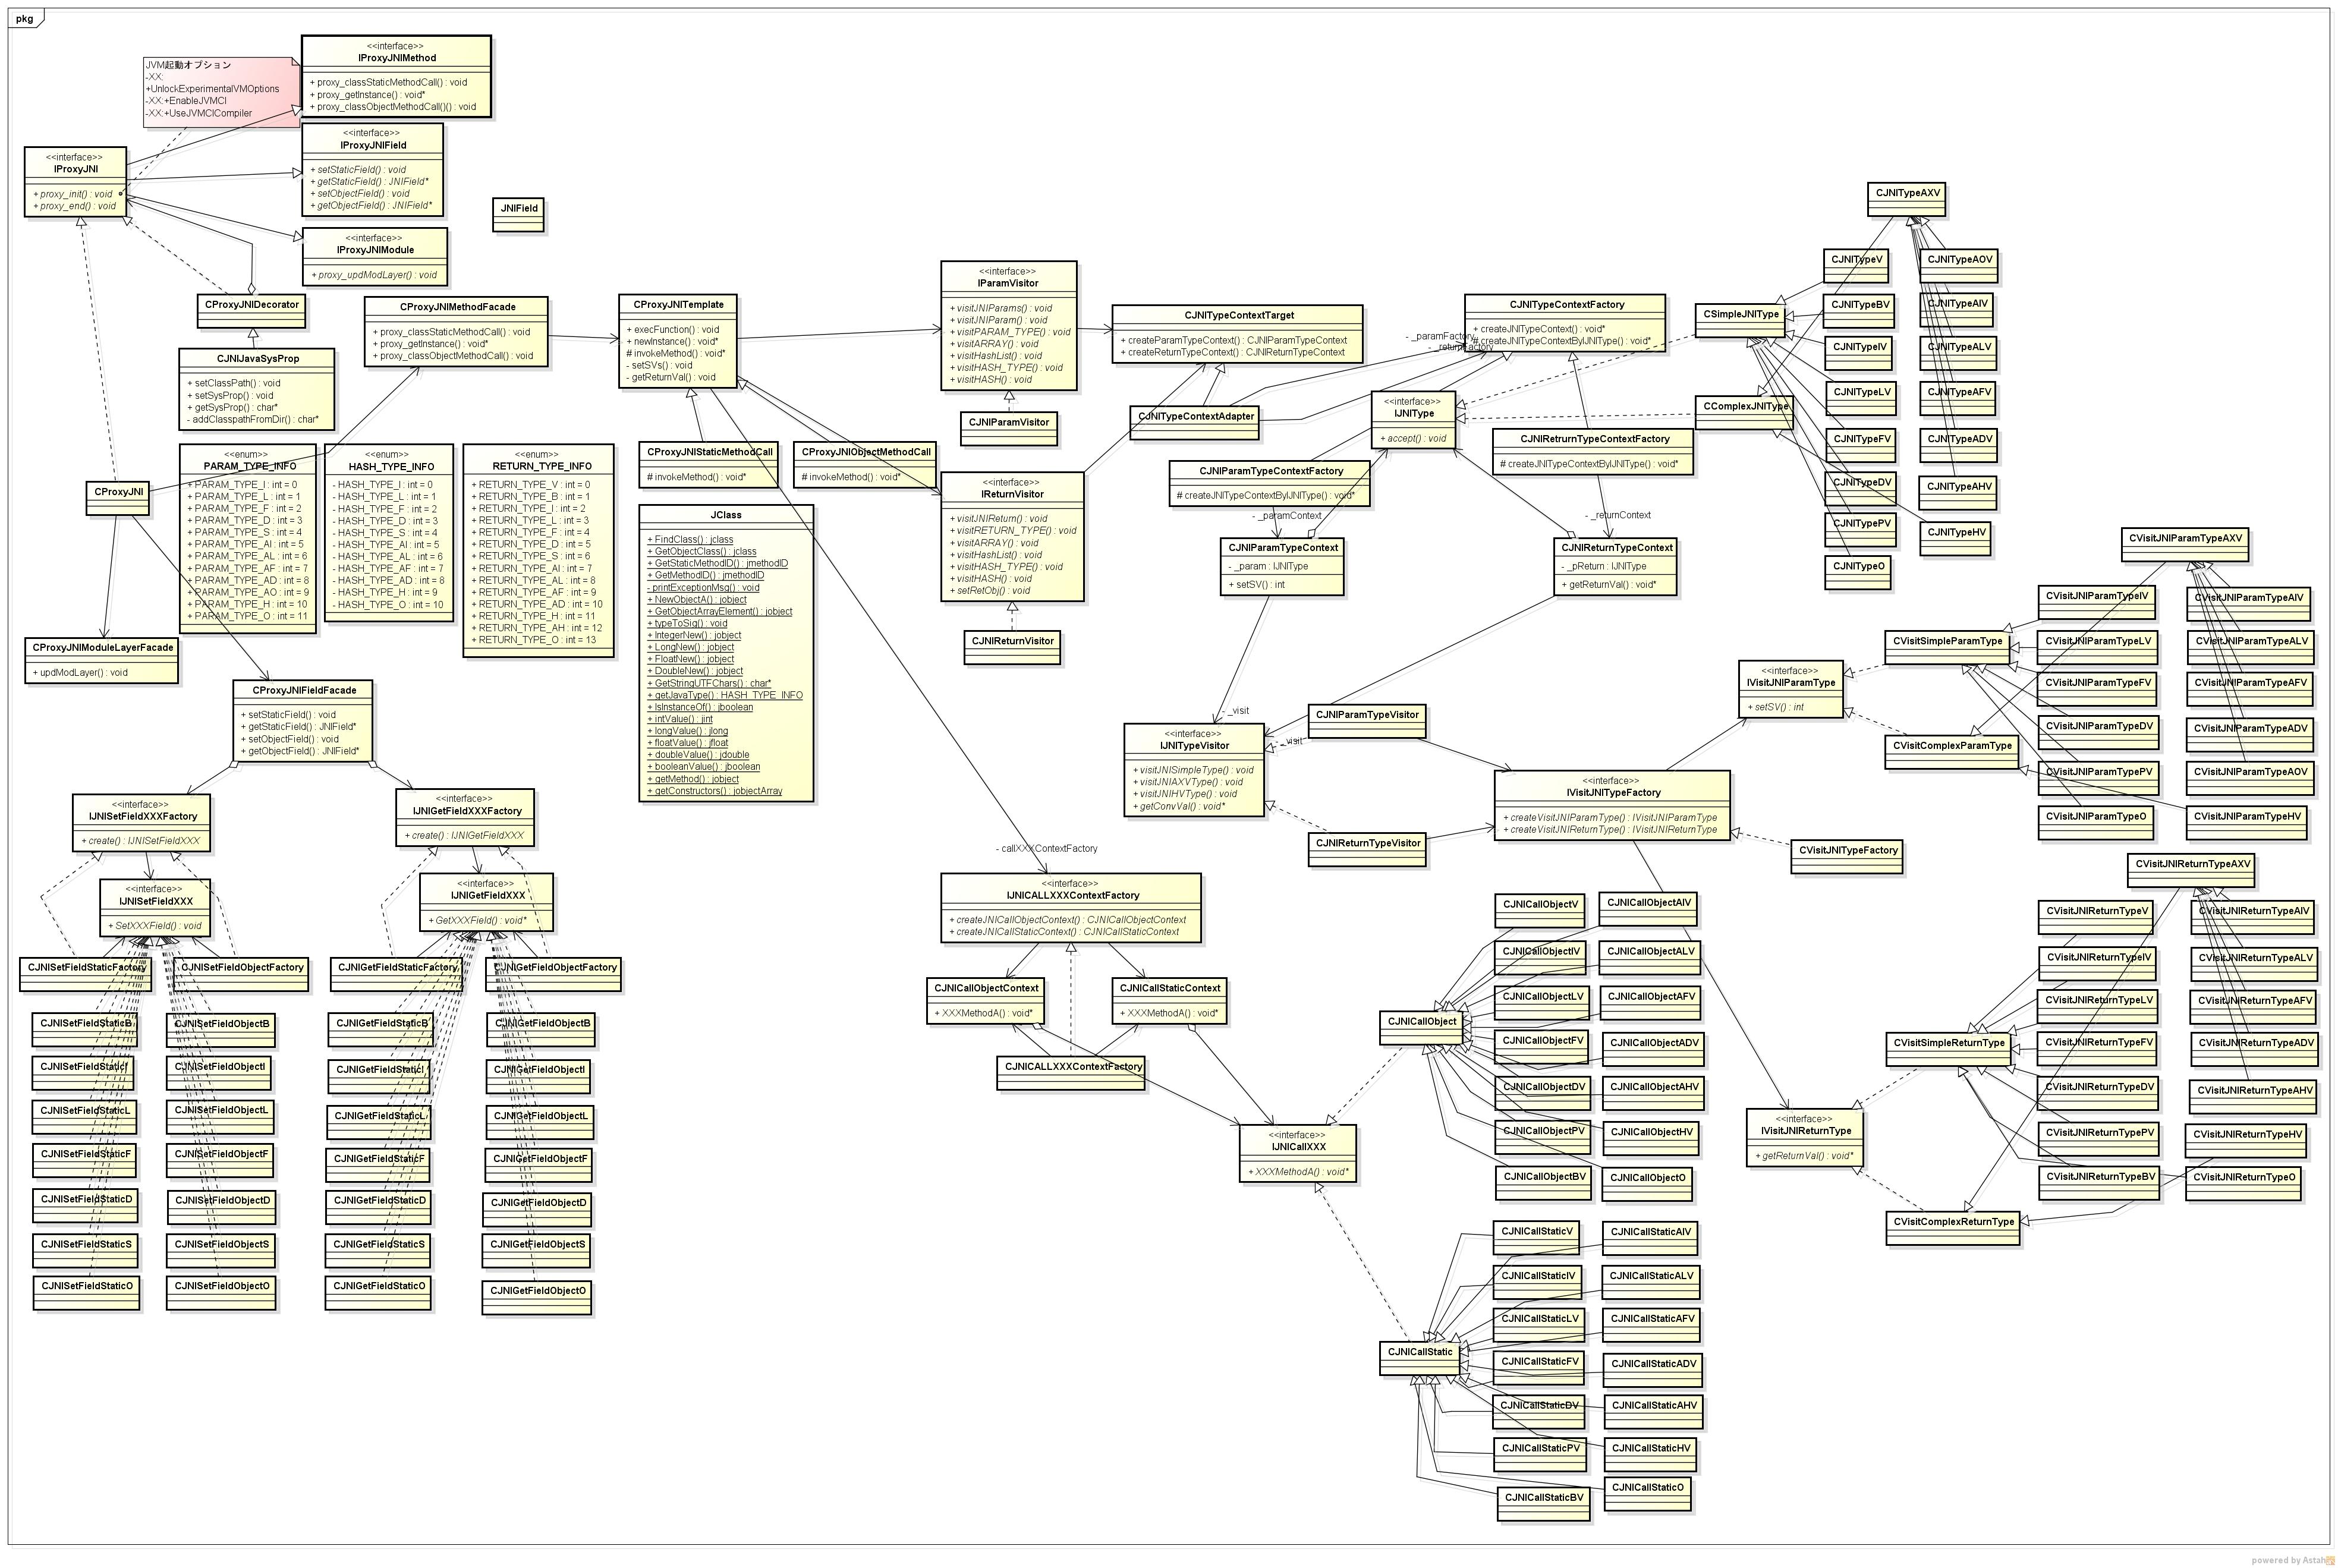 pkg
JVM起動オプション
-XX:
+UnlockExperimentalVMOptions
-XX:+EnableJVMCI
-XX:+UseJVMCICompiler
<<interface>>
IProxyJNIMethod
+ proxy_classStaticMethodCall() : void
+ proxy_getInstance() : void*
+ proxy_classObjectMethodCall()() : void
<<interface>>
IProxyJNIField
+ setStaticField() : void
+ getStaticField() : JNIField*
+ setObjectField() : void
+ getObjectField() : JNIField*
<<interface>>
IProxyJNI
+ proxy_init() : void
+ proxy_end() : void
<<interface>>
IProxyJNIModule
+ proxy_updModLayer() : void
JNIField
CProxyJNIDecorator
CJNIJavaSysProp
+ setClassPath() : void
+ setSysProp() : void
+ getSysProp() : char*
- addClasspathFromDir() : char*
CProxyJNIMethodFacade
+ proxy_classStaticMethodCall() : void
+ proxy_getInstance() : void*
+ proxy_classObjectMethodCall() : void
CProxyJNITemplate
+ execFunction() : void
+ newInstance() : void*
# invokeMethod() : void*
- setSVs() : void
- getReturnVal() : void
CProxyJNIStaticMethodCall
# invokeMethod() : void*
CProxyJNIObjectMethodCall
# invokeMethod() : void*
<<enum>>
PARAM_TYPE_INFO
+ PARAM_TYPE_I : int = 0
+ PARAM_TYPE_L : int = 1
+ PARAM_TYPE_F : int = 2
+ PARAM_TYPE_D : int = 3
+ PARAM_TYPE_S : int = 4
+ PARAM_TYPE_AI : int = 5
+ PARAM_TYPE_AL : int = 6
+ PARAM_TYPE_AF : int = 7
+ PARAM_TYPE_AD : int = 8
+ PARAM_TYPE_AO : int = 9
+ PARAM_TYPE_H : int = 10
+ PARAM_TYPE_O : int = 11
<<enum>>
HASH_TYPE_INFO
- HASH_TYPE_I : int = 0
- HASH_TYPE_L : int = 1
- HASH_TYPE_F : int = 2
- HASH_TYPE_D : int = 3
- HASH_TYPE_S : int = 4
- HASH_TYPE_AI : int = 5
- HASH_TYPE_AL : int = 6
- HASH_TYPE_AF : int = 7
- HASH_TYPE_AD : int = 8
- HASH_TYPE_H : int = 9
- HASH_TYPE_O : int = 10
<<enum>>
RETURN_TYPE_INFO
+ RETURN_TYPE_V : int = 0
+ RETURN_TYPE_B : int = 1
+ RETURN_TYPE_I : int = 2
+ RETURN_TYPE_L : int = 3
+ RETURN_TYPE_F : int = 4
+ RETURN_TYPE_D : int = 5
+ RETURN_TYPE_S : int = 6
+ RETURN_TYPE_AI : int = 7
+ RETURN_TYPE_AL : int = 8
+ RETURN_TYPE_AF : int = 9
+ RETURN_TYPE_AD : int = 10
+ RETURN_TYPE_H : int = 11
+ RETURN_TYPE_AH : int = 12
+ RETURN_TYPE_O : int = 13
CProxyJNI
CProxyJNIModuleLayerFacade
+ updModLayer() : void
CProxyJNIFieldFacade
+ setStaticField() : void
+ getStaticField() : JNIField*
+ setObjectField() : void
+ getObjectField() : JNIField*
JClass
+ FindClass() : jclass
+ GetObjectClass() : jclass
+ GetStaticMethodID() : jmethodID
+ GetMethodID() : jmethodID
- printExceptionMsg() : void
+ NewObjectA() : jobject
+ GetObjectArrayElement() : jobject
+ typeToSig() : void
+ IntegerNew() : jobject
+ LongNew() : jobject
+ FloatNew() : jobject
+ DoubleNew() : jobject
+ GetStringUTFChars() : char*
+ getJavaType() : HASH_TYPE_INFO
+ IsInstanceOf() : jboolean
+ intValue() : jint
+ longValue() : jlong
+ floatValue() : jfloat
+ doubleValue() : jdouble
+ booleanValue() : jboolean
+ getMethod() : jobject
+ getConstructors() : jobjectArray
<<interface>>
IJNISetFieldXXXFactory
+ create() : IJNISetFieldXXX
<<interface>>
IJNIGetFieldXXXFactory
+ create() : IJNIGetFieldXXX
<<interface>>
IJNISetFieldXXX
+ SetXXXField() : void
<<interface>>
IJNIGetFieldXXX
+ GetXXXField() : void*
CJNISetFieldStaticFactory
CJNISetFieldObjectFactory
CJNIGetFieldStaticFactory
CJNIGetFieldObjectFactory
CJNISetFieldStaticB
CJNISetFieldObjectB
CJNIGetFieldStaticB
CJNIGetFieldObjectB
CJNISetFieldStaticI
CJNISetFieldObjectI
CJNIGetFieldStaticI
CJNIGetFieldObjectI
CJNISetFieldStaticL
CJNISetFieldObjectL
CJNIGetFieldStaticL
CJNIGetFieldObjectL
CJNISetFieldStaticF
CJNISetFieldObjectF
CJNIGetFieldStaticF
CJNIGetFieldObjectF
CJNISetFieldStaticD
CJNISetFieldObjectD
CJNIGetFieldStaticD
CJNIGetFieldObjectD
CJNISetFieldStaticS
CJNISetFieldObjectS
CJNIGetFieldStaticS
CJNIGetFieldObjectS
CJNISetFieldStaticO
CJNISetFieldObjectO
CJNIGetFieldStaticO
CJNIGetFieldObjectO
<<interface>>
IParamVisitor
+ visitJNIParams() : void
+ visitJNIParam() : void
+ visitPARAM_TYPE() : void
+ visitARRAY() : void
+ visitHashList() : void
+ visitHASH_TYPE() : void
+ visitHASH() : void
CJNIParamVisitor
<<interface>>
IReturnVisitor
+ visitJNIReturn() : void
+ visitRETURN_TYPE() : void
+ visitARRAY() : void
+ visitHashList() : void
+ visitHASH_TYPE() : void
+ visitHASH() : void
+ setRetObj() : void
CJNIReturnVisitor
CJNITypeContextTarget
+ createParamTypeContext() : CJNIParamTypeContext
+ createReturnTypeContext() : CJNIReturnTypeContext
CJNITypeContextAdapter
- _paramFactory
- _returnFactory
CJNITypeContextFactory
+ createJNITypeContext() : void*
# createJNITypeContextByIJNIType() : void*
<<interface>>
IJNIType
+ accept() : void
CJNIParamTypeContextFactory
# createJNITypeContextByIJNIType() : void*
CJNIRetrurnTypeContextFactory
# createJNITypeContextByIJNIType() : void*
- _paramContext
- _returnContext
CJNIParamTypeContext
- _param : IJNIType
+ setSV() : int
CJNIReturnTypeContext
- _pReturn : IJNIType
+ getReturnVal() : void*
CSimpleJNIType
CComplexJNIType
CJNITypeAXV
CJNITypeV
CJNITypeAOV
CJNITypeBV
CJNITypeAIV
CJNITypeIV
CJNITypeALV
CJNITypeLV
CJNITypeAFV
CJNITypeFV
CJNITypeADV
CJNITypeDV
CJNITypeAHV
CJNITypePV
CJNITypeHV
CJNITypeO
- _visit
- _visit
<<interface>>
IJNITypeVisitor
+ visitJNISimpleType() : void
+ visitJNIAXVType() : void
+ visitJNIHVType() : void
+ getConvVal() : void*
CJNIParamTypeVisitor
CJNIReturnTypeVisitor
<<interface>>
IVisitJNITypeFactory
+ createVisitJNIParamType() : IVisitJNIParamType
+ createVisitJNIReturnType() : IVisitJNIReturnType
CVisitJNITypeFactory
<<interface>>
IVisitJNIParamType
+ setSV() : int
CVisitSimpleParamType
CVisitComplexParamType
CVisitJNIParamTypeAXV
CVisitJNIParamTypeIV
CVisitJNIParamTypeAIV
CVisitJNIParamTypeLV
CVisitJNIParamTypeALV
CVisitJNIParamTypeFV
CVisitJNIParamTypeAFV
CVisitJNIParamTypeDV
CVisitJNIParamTypeADV
CVisitJNIParamTypePV
CVisitJNIParamTypeAOV
CVisitJNIParamTypeO
CVisitJNIParamTypeHV
- callXXXContextFactory
<<interface>>
IJNICALLXXXContextFactory
+ createJNICallObjectContext() : CJNICallObjectContext
+ createJNICallStaticContext() : CJNICallStaticContext
CJNICallObjectContext
+ XXXMethodA() : void*
CJNICallStaticContext
+ XXXMethodA() : void*
CJNICALLXXXContextFactory
<<interface>>
IJNICallXXX
+ XXXMethodA() : void*
CJNICallObject
CJNICallObjectV
CJNICallObjectAIV
CJNICallObjectIV
CJNICallObjectALV
CJNICallObjectLV
CJNICallObjectAFV
CJNICallObjectFV
CJNICallObjectADV
CJNICallObjectDV
CJNICallObjectAHV
CJNICallObjectPV
CJNICallObjectHV
CJNICallObjectBV
CJNICallObjectO
CJNICallStatic
CJNICallStaticV
CJNICallStaticAIV
CJNICallStaticIV
CJNICallStaticALV
CJNICallStaticLV
CJNICallStaticAFV
CJNICallStaticFV
CJNICallStaticADV
CJNICallStaticDV
CJNICallStaticAHV
CJNICallStaticPV
CJNICallStaticHV
CJNICallStaticBV
CJNICallStaticO
<<interface>>
IVisitJNIReturnType
+ getReturnVal() : void*
CVisitSimpleReturnType
CVisitComplexReturnType
CVisitJNIReturnTypeAXV
CVisitJNIReturnTypeV
CVisitJNIReturnTypeAIV
CVisitJNIReturnTypeIV
CVisitJNIReturnTypeALV
CVisitJNIReturnTypeLV
CVisitJNIReturnTypeAFV
CVisitJNIReturnTypeFV
CVisitJNIReturnTypeADV
CVisitJNIReturnTypeDV
CVisitJNIReturnTypeAHV
CVisitJNIReturnTypePV
CVisitJNIReturnTypeHV
CVisitJNIReturnTypeBV
CVisitJNIReturnTypeO
powered by Astah